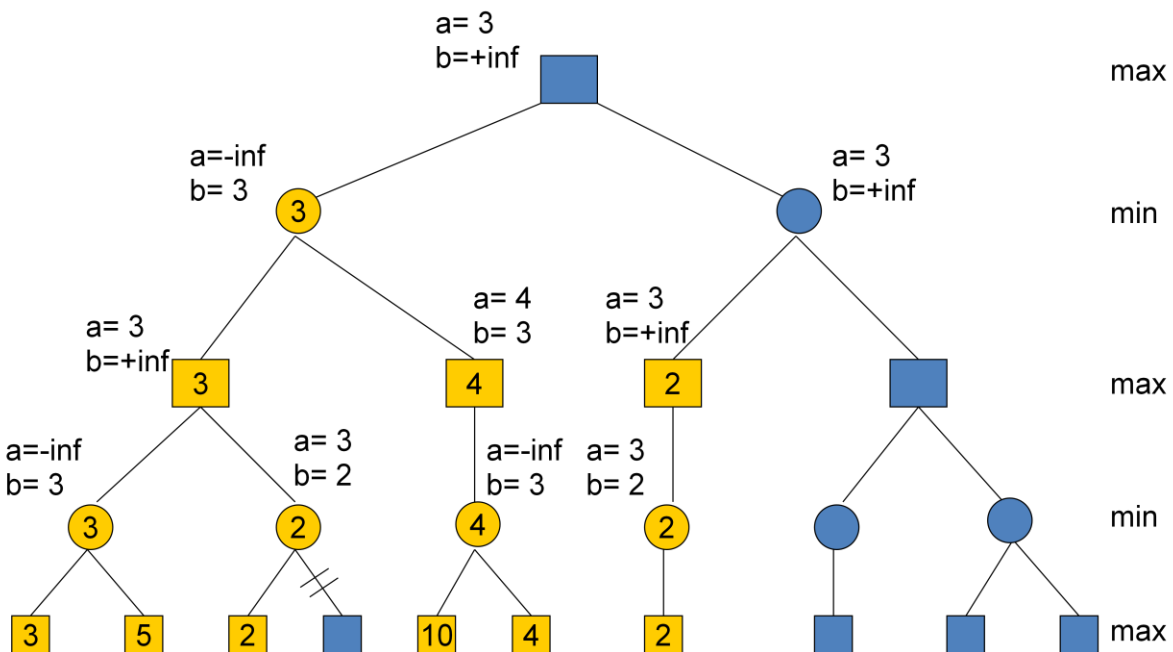 a= 3
b=+inf
max
a=-inf
b= 3
a= 3
b=+inf
3
min
a= 4
b= 3
a= 3
b=+inf
a= 3
b=+inf
3
4
2
max
a=-inf
b= 3
a= 3
b= 2
a=-inf
b= 3
a= 3
b= 2
3
2
4
2
min
3
5
2
10
4
2
max